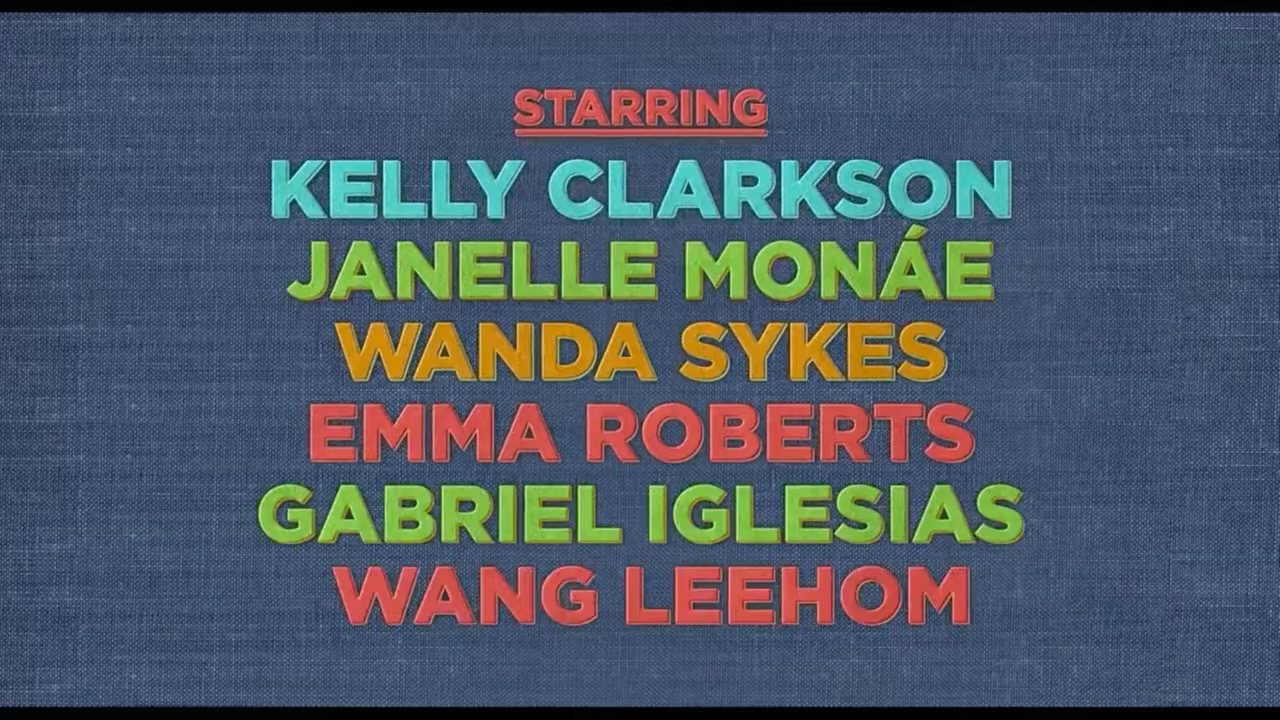 STARRING
KELLY CLARKSON
JANELLE MONÁE
WANDA SYKES
EMMA ROBERTS
GABRIEL IGLESIAS
WANG LEEHOM